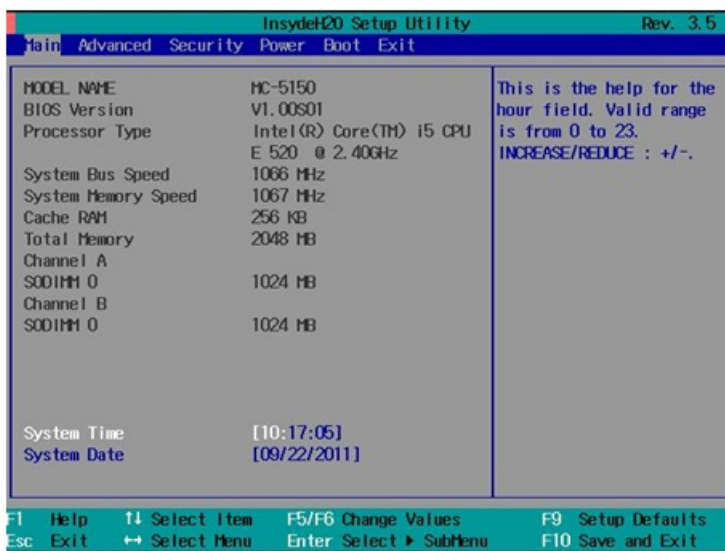 InsydeH20 Setup Utility Rev. 3.5
Main Advanced Security Power Boot Exit
MODEL NAME MC-5150
BIOS Version V1.00S01
Processor Type Intel(R) Core(TM) i5 CPU
E 520 @ 2.40GHz
System Bus Speed 1066 MHz
System Memory Speed 1067 MHz
Cache RAM 256 KB
Total Memory 2048 MB
Channel A
SODIMM 0 1024 MB
Channel B
SODIMM 0 1024 MB
System Time [10:17:05]
System Date [09/22/2011]
This is the help for the
hour field. Valid range
is from 0 to 23.
INCREASE/REDUCE : +/-.
F1 Help ↑↓ Select Item F5/F6 Change Values F9 Setup Defaults
Esc Exit ↔ Select Menu Enter Select ▶ SubMenu F10 Save and Exit